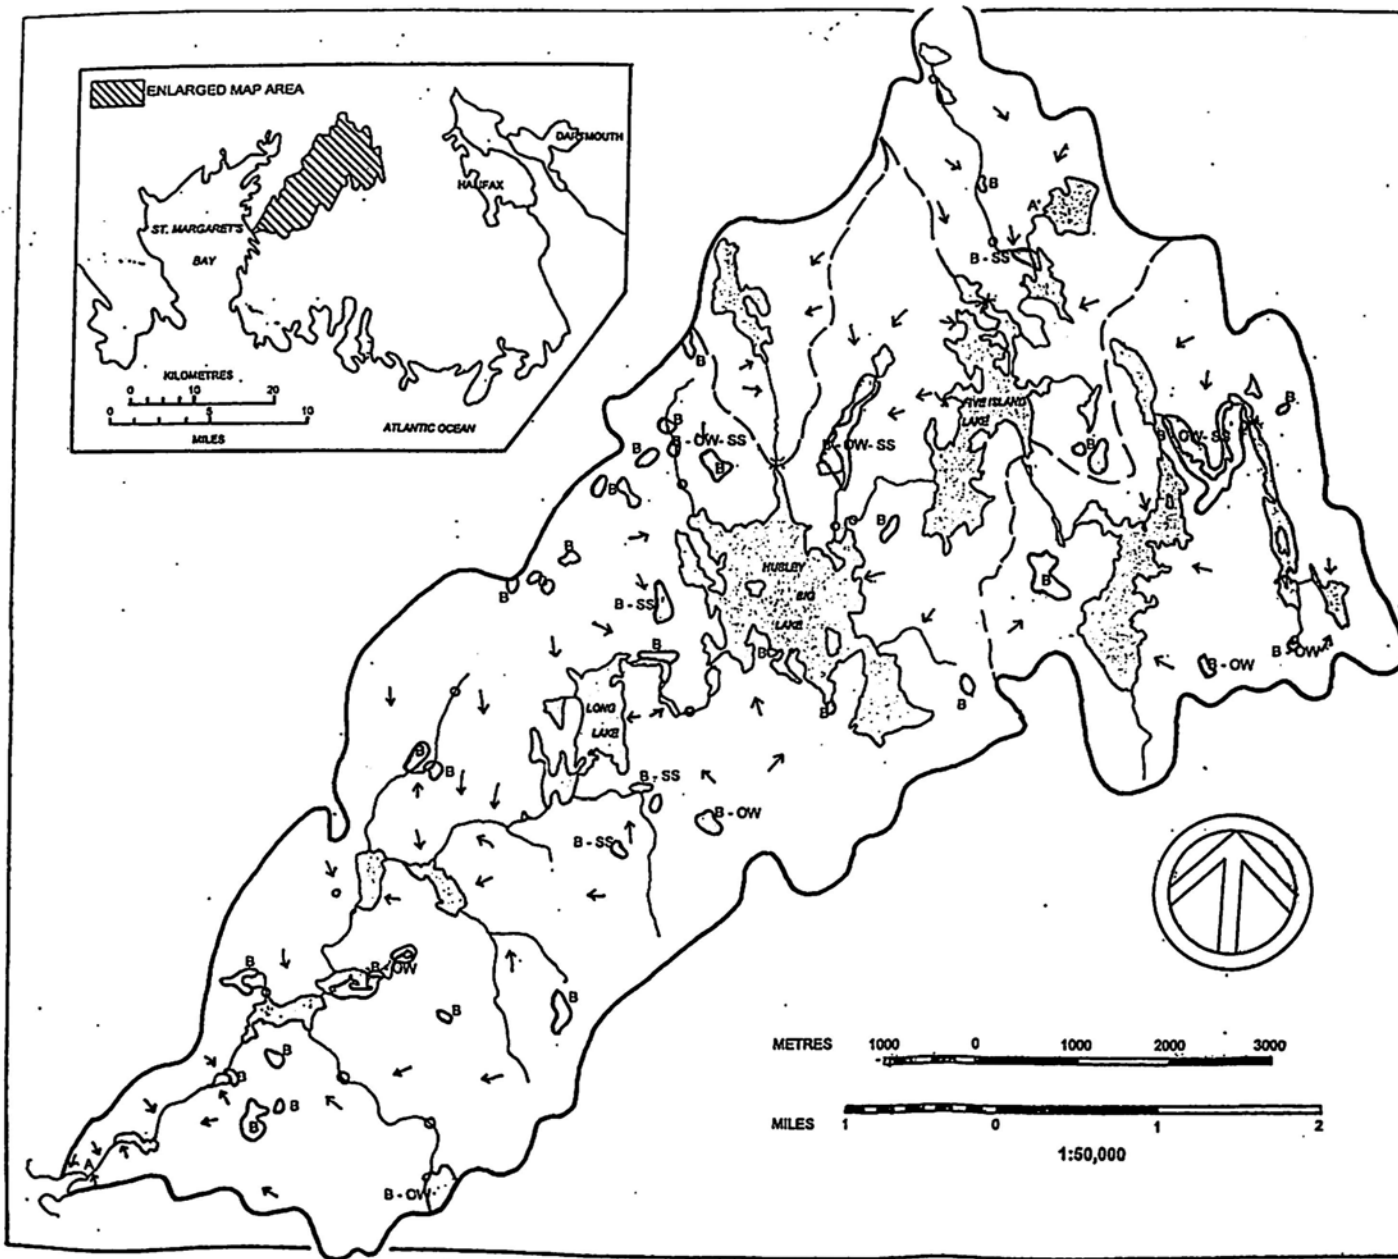 ENLARGED MAP AREA
DARTMOUTH
HALIFAX
ST. MARGARET'S
BAY
KILOMETRES
0 10 20
0 5 10
MILES
ATLANTIC OCEAN
B
A
B - SS
B
B
B
B - OW - SS
B
B - OW - SS
FIVE ISLAND
LAKE
B
B - OW - SS
B
B
B
B
B
B
HUBLEY
BIG
LAKE
B
B - SS
B
B
B - OW
B - OW
LONG
LAKE
B
B
B
B
B - SS
B - OW
B - SS
B
B - OW
B
B
B
B
B
B
A
B - OW
METRES 1000 0 1000 2000 3000
MILES 1 0 1 2
1:50,000